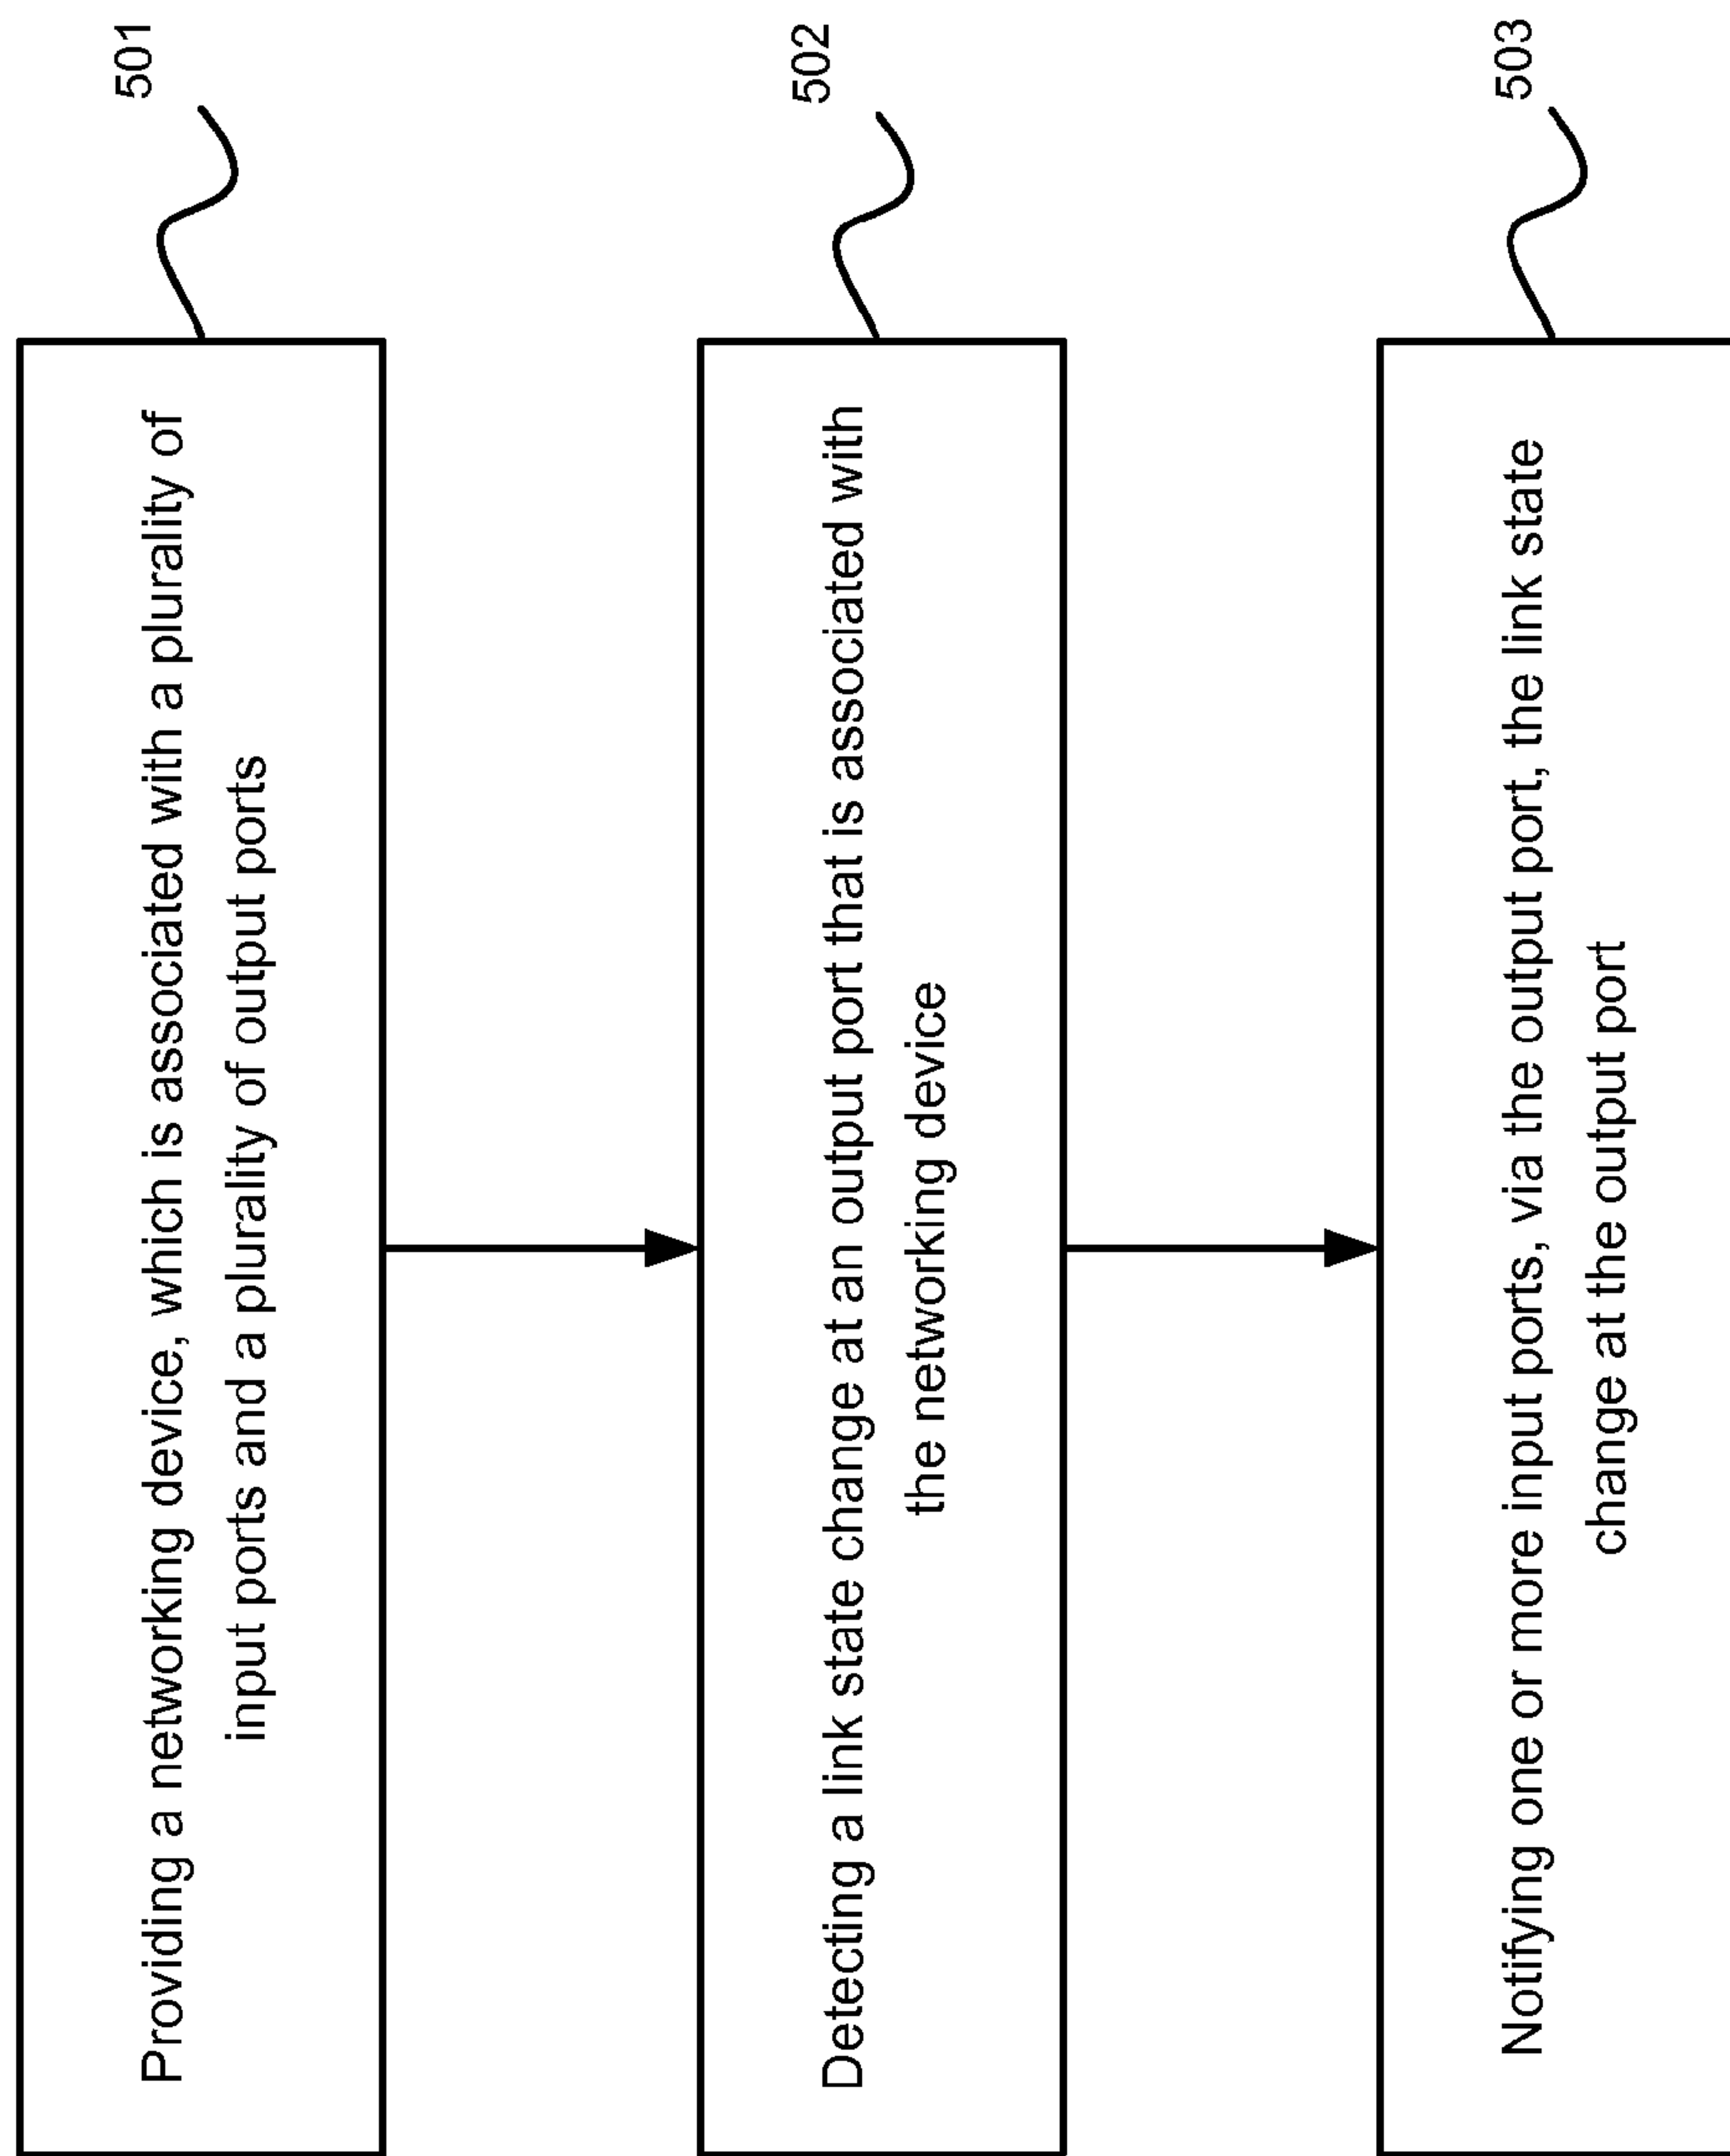 501
Providing a networking device, which is associated with a plurality of
input ports and a plurality of output ports
502
Detecting a link state change at an output port that is associated with
the networking device
503
Notifying one or more input ports, via the output port, the link state
change at the output port